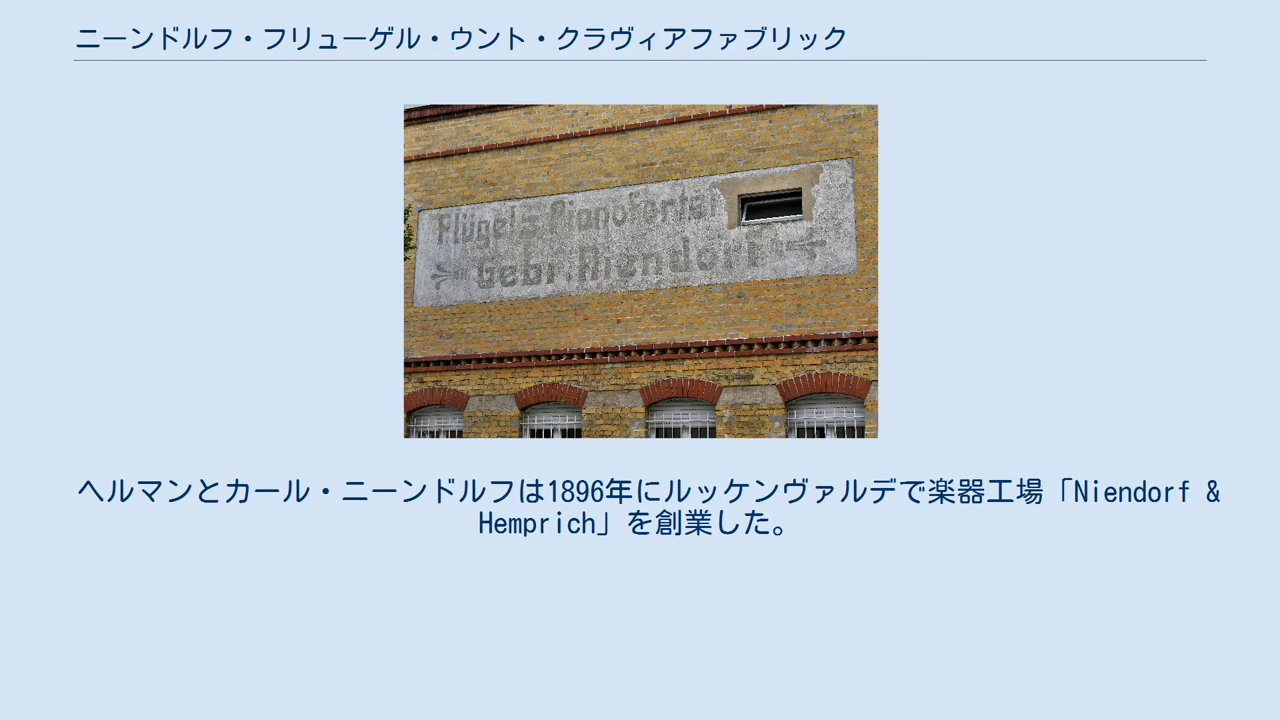 ニーンドルフ・フリューゲル・ウント・クラヴィアファブリック
Flügel- & Pianoforte
Gebr. Niendorf
ヘルマンとカール・ニーンドルフは1896年にルッケンヴァルデで楽器工場「Niendorf &
Hemprich」を創業した。